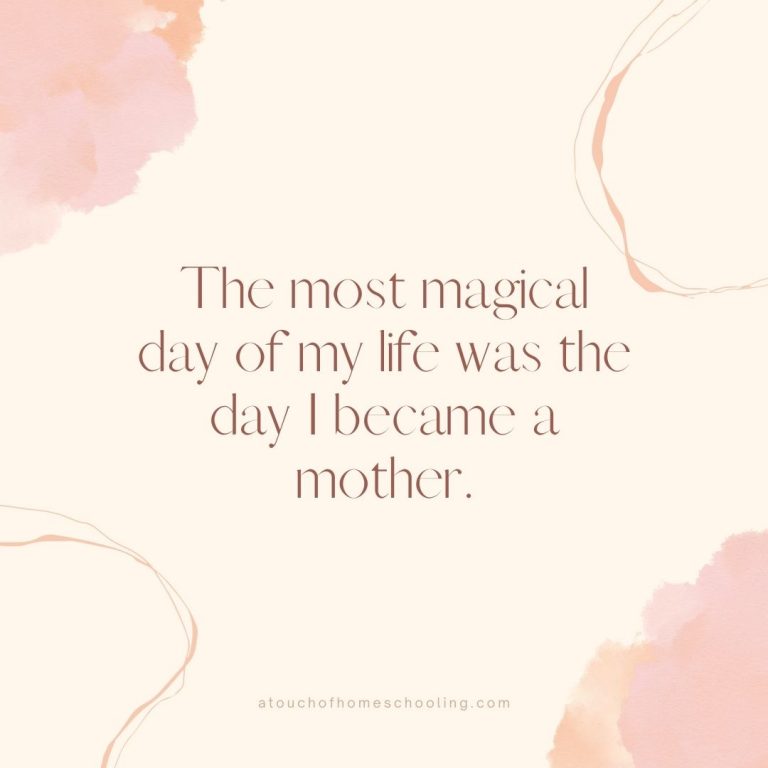 The most magical
day of my life was the
day I became a
mother.
atouchofhomeschooling.com